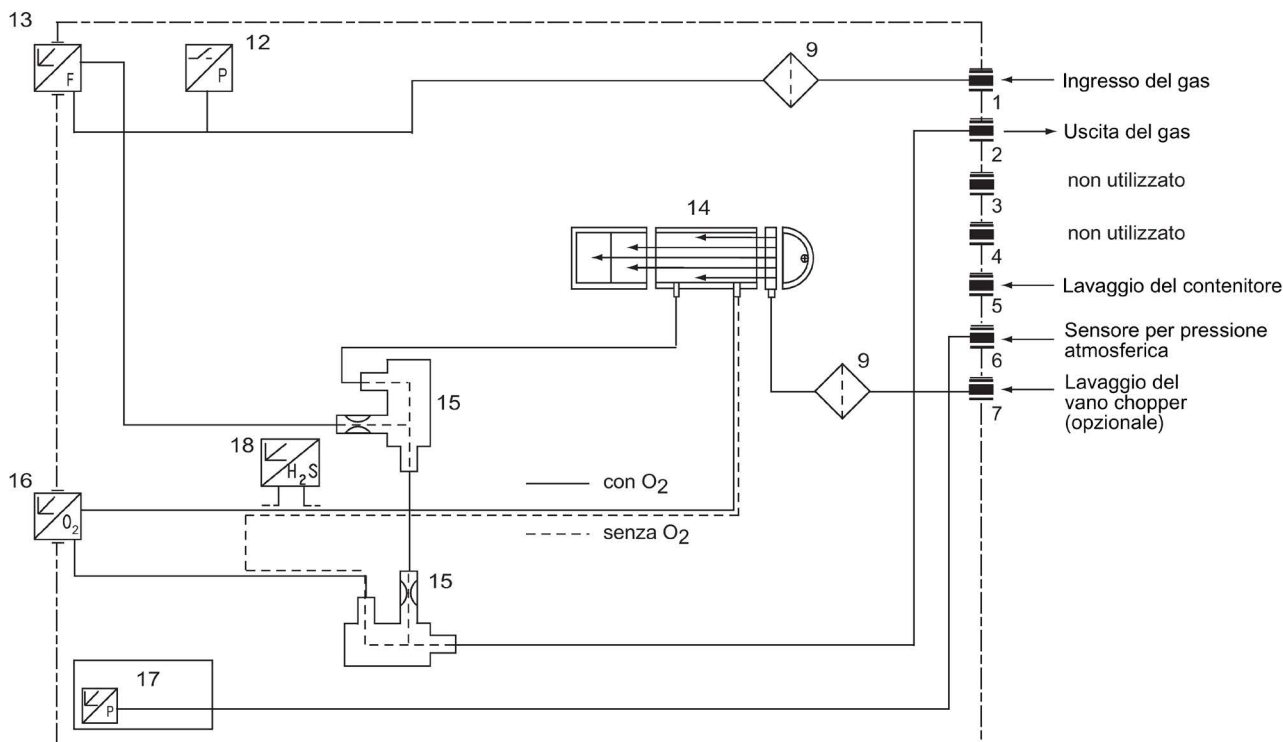 13
F
12
P
9
Ingresso del gas
1
Uscita del gas
2
non utilizzato
3
non utilizzato
4
14
Lavaggio del contenitore
5
Sensore per pressione
atmosferica
6
9
Lavaggio del
vano chopper
(opzionale)
7
15
18
H2S
con O2
16
O2
senza O2
15
17
P